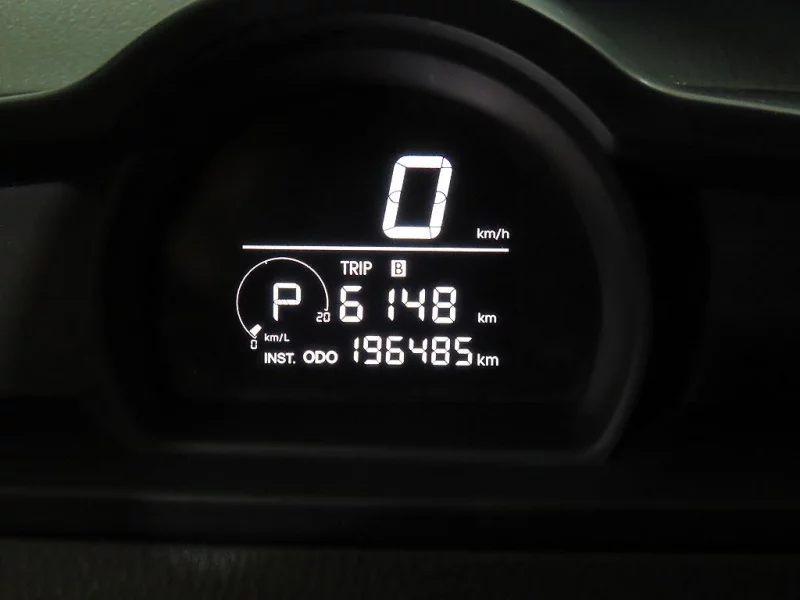 0 km/h
TRIP B
P 20 6148 km
0 km/L
INST. ODO 196485 km